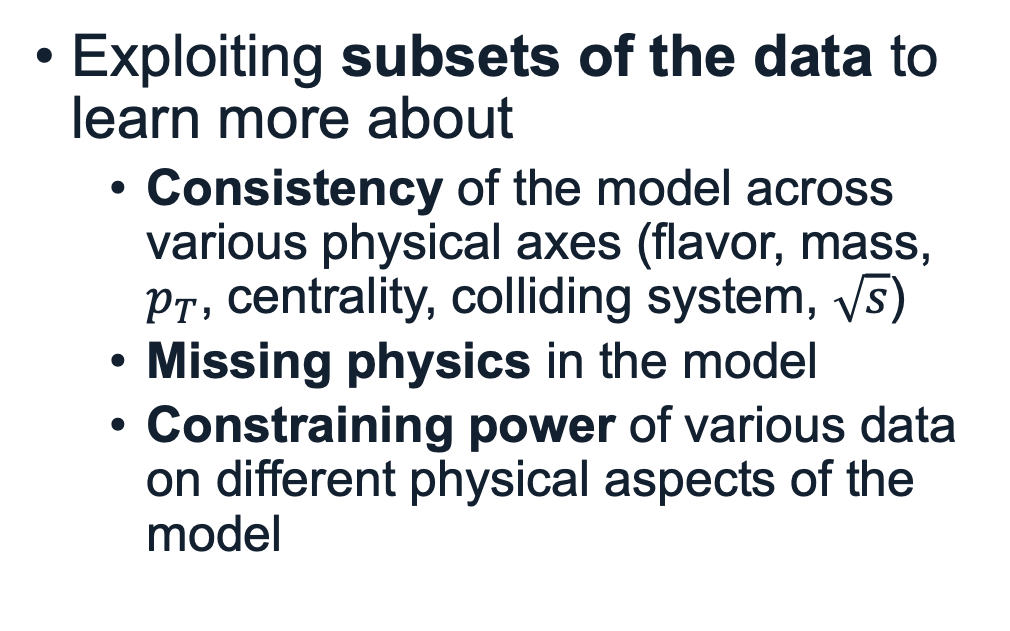 • Exploiting subsets of the data to
learn more about
• Consistency of the model across
various physical axes (flavor, mass,
p_T, centrality, colliding system, √s)
• Missing physics in the model
• Constraining power of various data
on different physical aspects of the
model